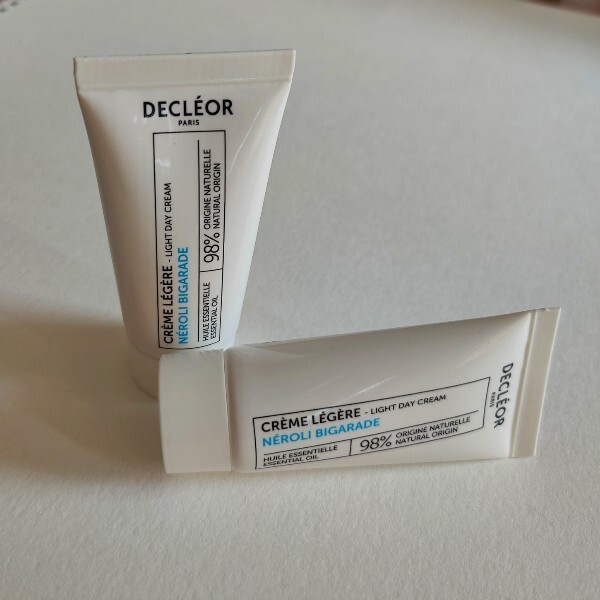 DECLÉOR
PARIS
CRÈME LÉGÈRE - LIGHT DAY CREAM
NÉROLI BIGARADE
HUILE ESSENTIELLE
ESSENTIAL OIL
98% ORIGINE NATURELLE
NATURAL ORIGIN
DECLÉOR
PARIS
CRÈME LÉGÈRE - LIGHT DAY CREAM
NÉROLI BIGARADE
HUILE ESSENTIELLE
ESSENTIAL OIL
98% ORIGINE NATURELLE
NATURAL ORIGIN